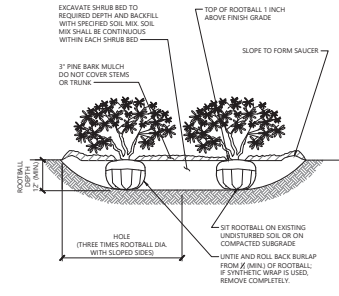 EXCAVATE SHRUB BED TO
REQUIRED DEPTH AND BACKFILL
WITH SPECIFIED SOIL MIX. SOIL
MIX SHALL BE CONTINUOUS
WITHIN EACH SHRUB BED
TOP OF ROOTBALL 1 INCH
ABOVE FINISH GRADE
SLOPE TO FORM SAUCER
3" PINE BARK MULCH
DO NOT COVER STEMS
OR TRUNK
ROOTBALL
DEPTH
12' (MIN.)
HOLE
(THREE TIMES ROOTBALL DIA.
WITH SLOPED SIDES)
SIT ROOTBALL ON EXISTING
UNDISTURBED SOIL OR ON
COMPACTED SUBGRADE
UNTIE AND ROLL BACK BURLAP
FROM (MIN.) OF ROOTBALL;
IF SYNTHETIC WRAP IS USED,
REMOVE COMPLETELY.